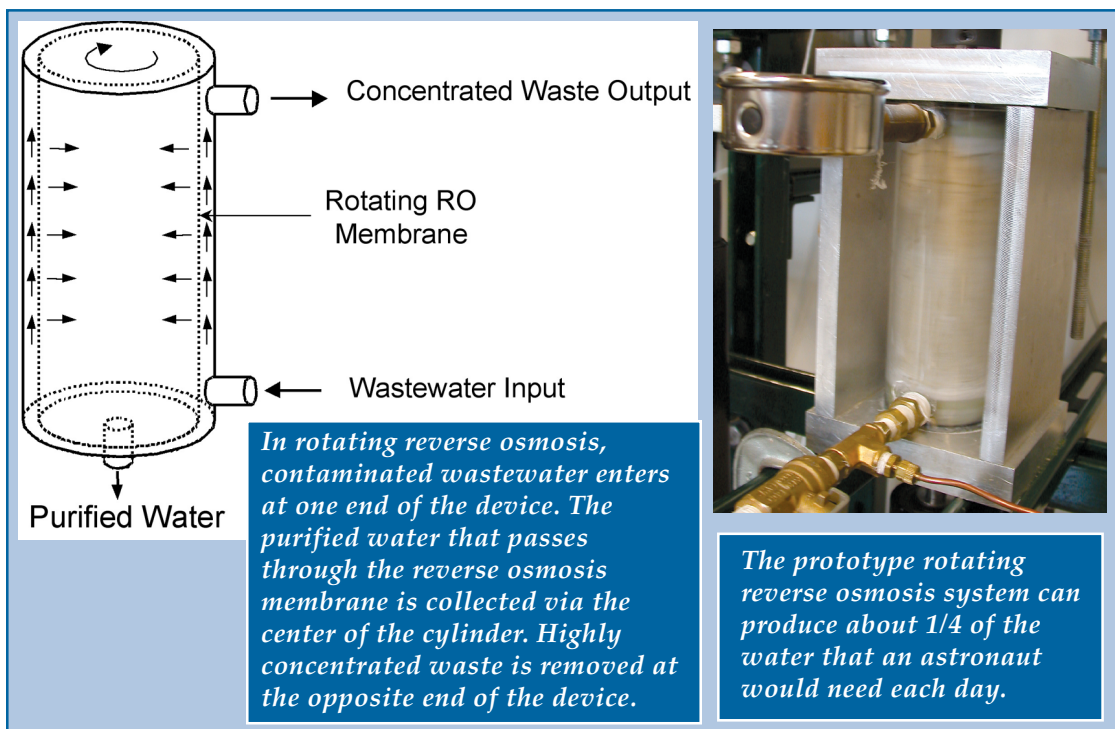 Concentrated Waste Output
Rotating RO
Membrane
Wastewater Input
Purified Water
In rotating reverse osmosis,
contaminated wastewater enters
at one end of the device. The
purified water that passes
through the reverse osmosis
membrane is collected via the
center of the cylinder. Highly
concentrated waste is removed at
the opposite end of the device.
The prototype rotating
reverse osmosis system can
produce about 1/4 of the
water that an astronaut
would need each day.